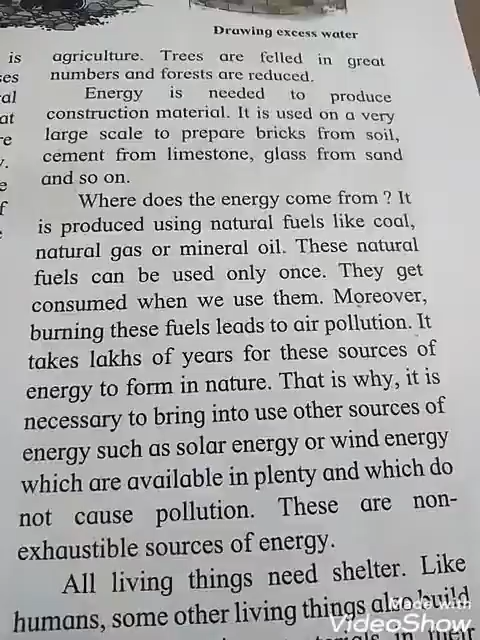 Drawing excess water
is
ses
al
at
e
y.
e
f
agriculture. Trees are felled in great
numbers and forests are reduced.
Energy is needed to produce
construction material. It is used on a very
large scale to prepare bricks from soil,
cement from limestone, glass from sand
and so on.
Where does the energy come from ? It
is produced using natural fuels like coal,
natural gas or mineral oil. These natural
fuels can be used only once. They get
consumed when we use them. Moreover,
burning these fuels leads to air pollution. It
takes lakhs of years for these sources of
energy to form in nature. That is why, it is
necessary to bring into use other sources of
energy such as solar energy or wind energy
which are available in plenty and which do
not cause pollution. These are non-
exhaustible sources of energy.
All living things need shelter. Like
humans, some other living things also build
Made with
VideoShow